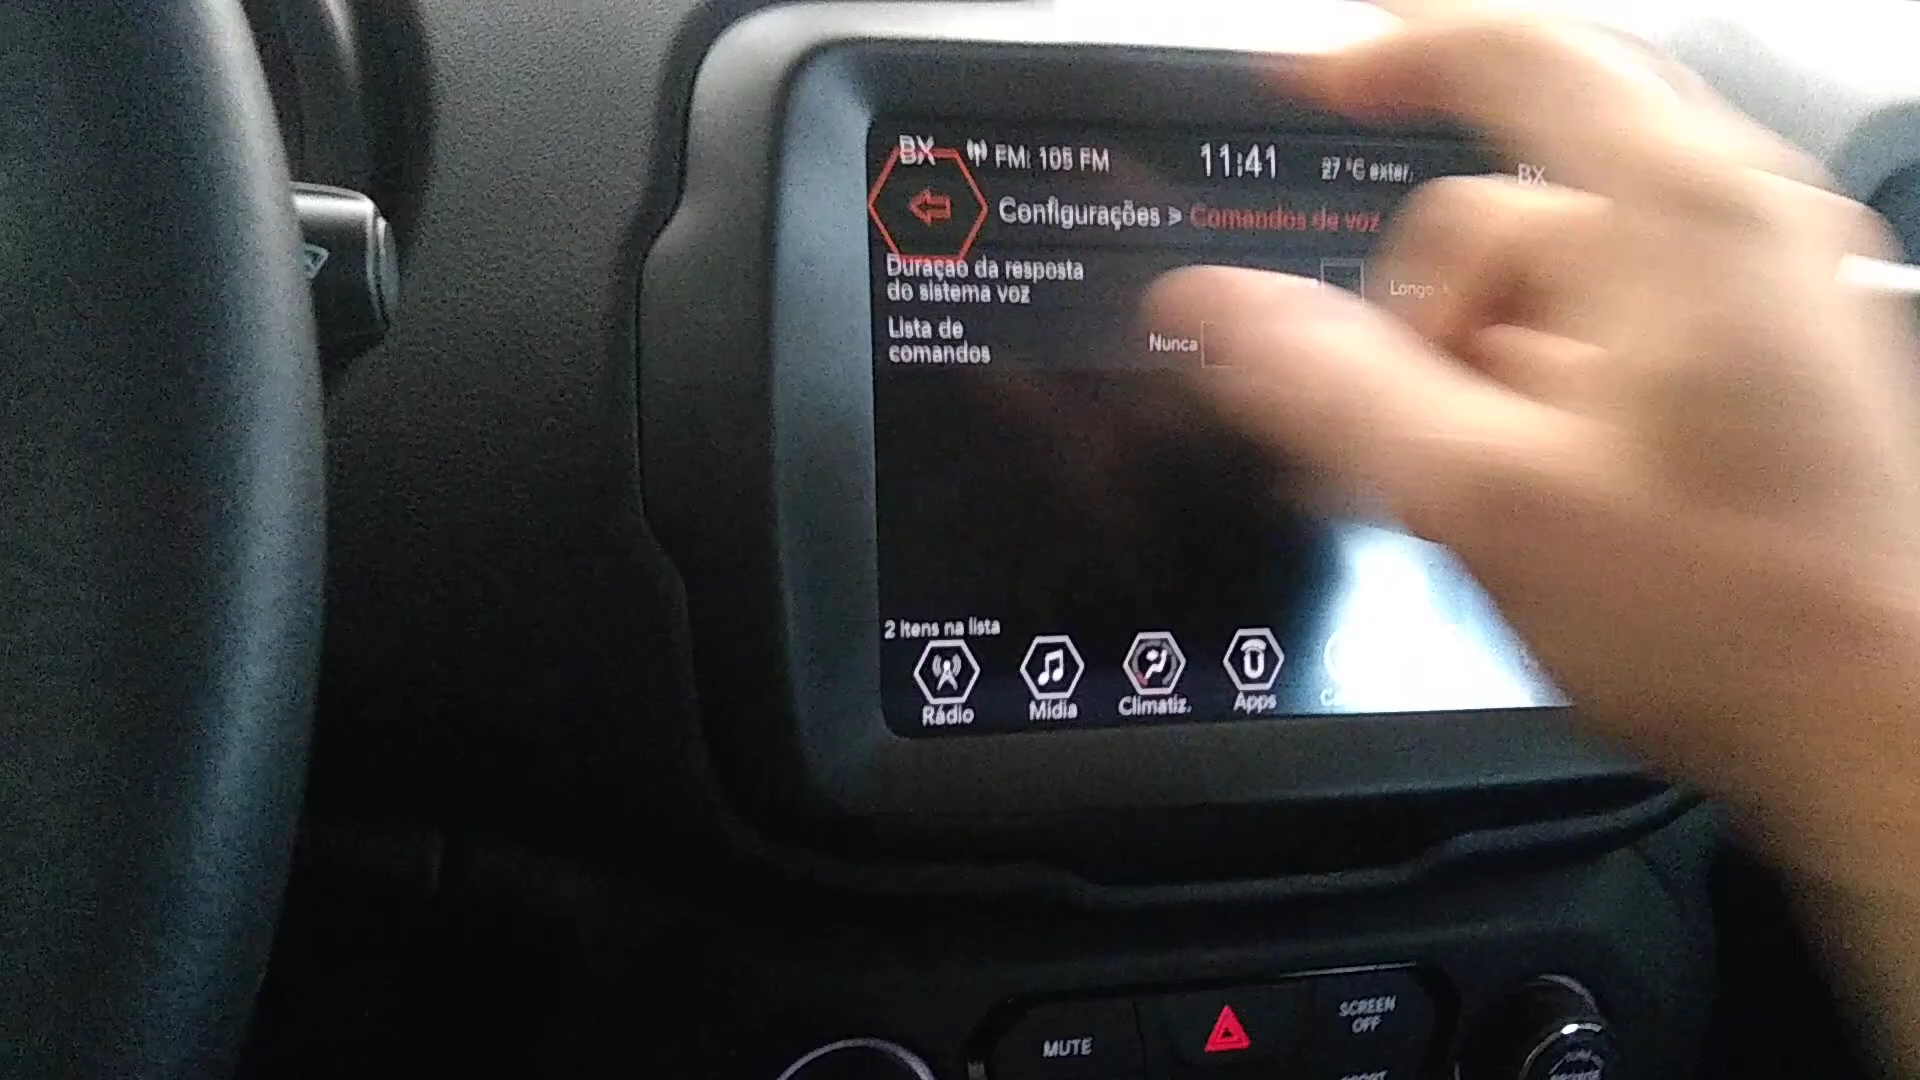 BX FM: 105 FM 11:41 27 °C exter. BX
Configurações > Comandos de voz
Duração da resposta
do sistema voz
Longo
Lista de
comandos
Nunca
2 itens na lista
Rádio Mídia Climatiz. Apps
MUTE
SCREEN
OFF